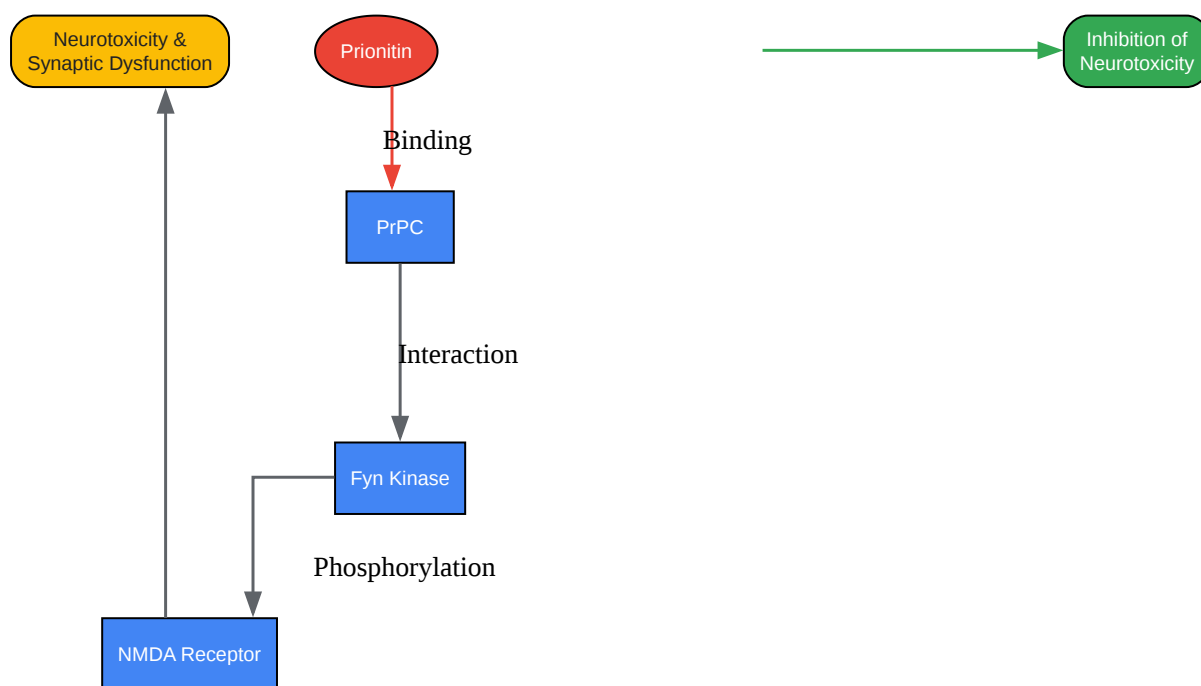 Neurotoxicity &
Synaptic Dysfunction
Prionitin
Inhibition of
Neurotoxicity
Binding
PrPC
Interaction
Fyn Kinase
Phosphorylation
NMDA Receptor